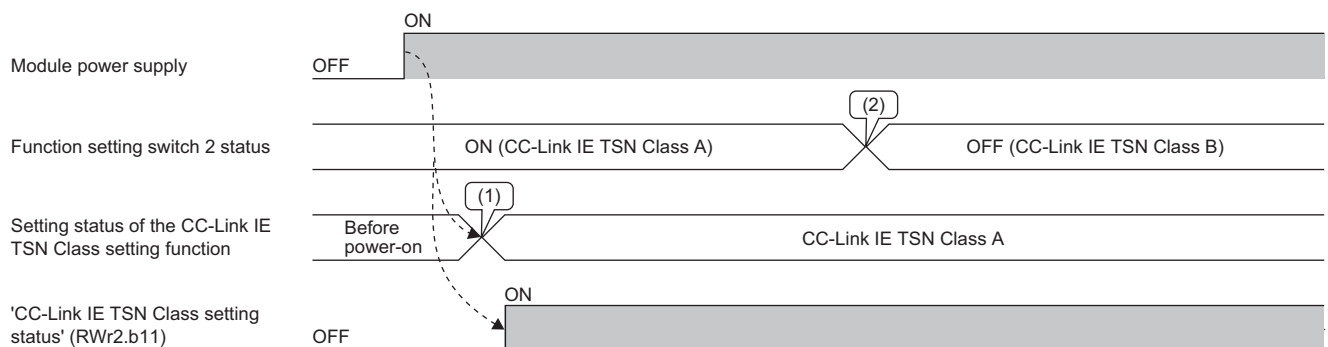 ON
Module power supply
OFF
(2)
Function setting switch 2 status
ON (CC-Link IE TSN Class A)
OFF (CC-Link IE TSN Class B)
(1)
Setting status of the CC-Link IE
TSN Class setting function
Before
power-on
CC-Link IE TSN Class A
ON
'CC-Link IE TSN Class setting
status' (RWr2.b11)
OFF